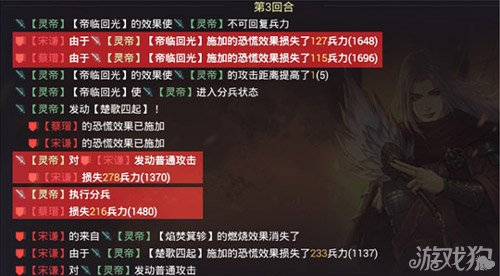 第3回合
【灵帝】【帝临回光】的效果使【灵帝】不可回复兵力
【宋谦】由于【灵帝】【帝临回光】施加的恐慌效果损失了127兵力(1648)
【蔡瑁】由于【灵帝】【帝临回光】施加的恐慌效果损失了115兵力(1696)
【灵帝】【帝临回光】的效果使【灵帝】的攻击距离提高了1(5)
【灵帝】【帝临回光】使【灵帝】进入分兵状态
【灵帝】发动【楚歌四起】！
【蔡瑁】的恐慌效果已施加
【宋谦】的恐慌效果已施加
【灵帝】对【宋谦】发动普通攻击
【宋谦】损失278兵力(1370)
【灵帝】执行分兵
【蔡瑁】损失216兵力(1480)
【宋谦】的来自【灵帝】【焰焚箕轸】的燃烧效果消失了
【宋谦】由于【灵帝】【帝临回光】施加的恐慌效果损失了233兵力(1137)
【灵帝】对【宋谦】发动普通攻击
游戏狗